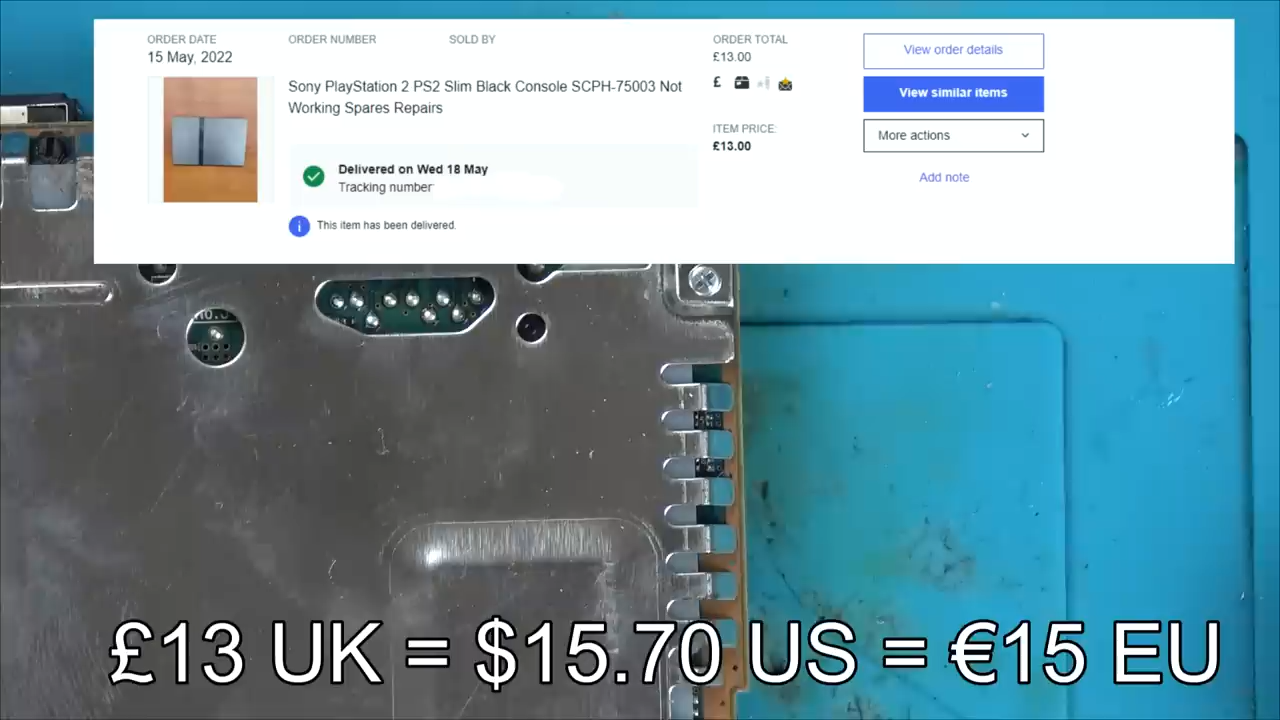 ORDER DATE
15 May, 2022
ORDER NUMBER
SOLD BY
Sony PlayStation 2 PS2 Slim Black Console SCPH-75003 Not
Working Spares Repairs
Delivered on Wed 18 May
Tracking number
This item has been delivered.
ORDER TOTAL
£13.00
£
ITEM PRICE:
£13.00
View order details
View similar items
More actions
Add note
£13 UK = $15.70 US = €15 EU